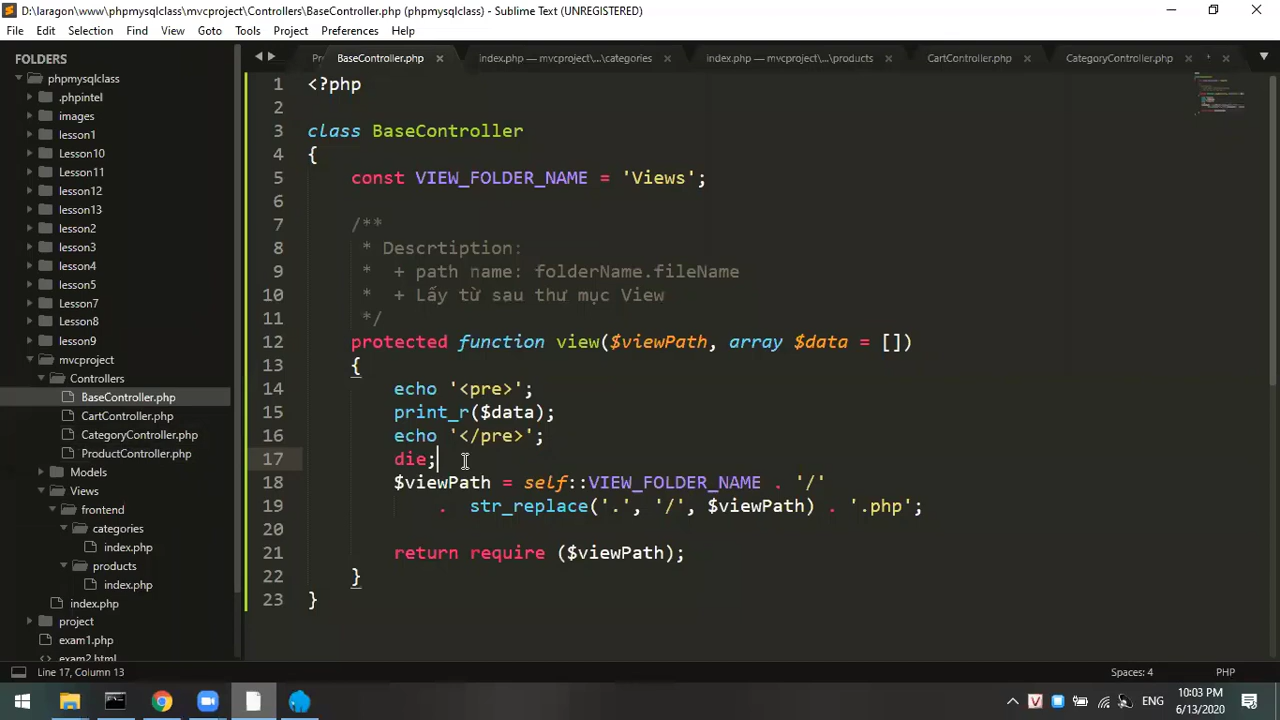 D:\laragon\www\phpmysqlclass\mvcproject\Controllers\BaseController.php (phpmysqlclass) - Sublime Text (UNREGISTERED)
File Edit Selection Find View Goto Tools Project Preferences Help
FOLDERS
phpmysqlclass
.phpintel
images
lesson1
Lesson10
Lesson11
lesson12
lesson13
lesson2
lesson3
lesson4
lesson5
Lesson7
Lesson8
lesson9
mvcproject
Controllers
BaseController.php
CartController.php
CategoryController.php
ProductController.php
Models
Views
frontend
categories
index.php
products
index.php
index.php
project
exam1.php
exam2.html
BaseController.php index.php — mvcproject\...\categories index.php — mvcproject\...\products CartController.php CategoryController.php
1 <?php
2
3 class BaseController
4 {
5 const VIEW_FOLDER_NAME = 'Views';
6
7 /**
8 * Descrtiption:
9 * + path name: folderName.fileName
10 * + Lấy từ sau thư mục View
11 */
12 protected function view($viewPath, array $data = [])
13 {
14 echo '<pre>';
15 print_r($data);
16 echo '</pre>';
17 die;
18 $viewPath = self::VIEW_FOLDER_NAME . '/'
19 . str_replace('.', '/', $viewPath) . '.php';
20
21 return require ($viewPath);
22 }
23 }
Line 17, Column 13 Spaces: 4 PHP
ENG 10:03 PM
6/13/2020